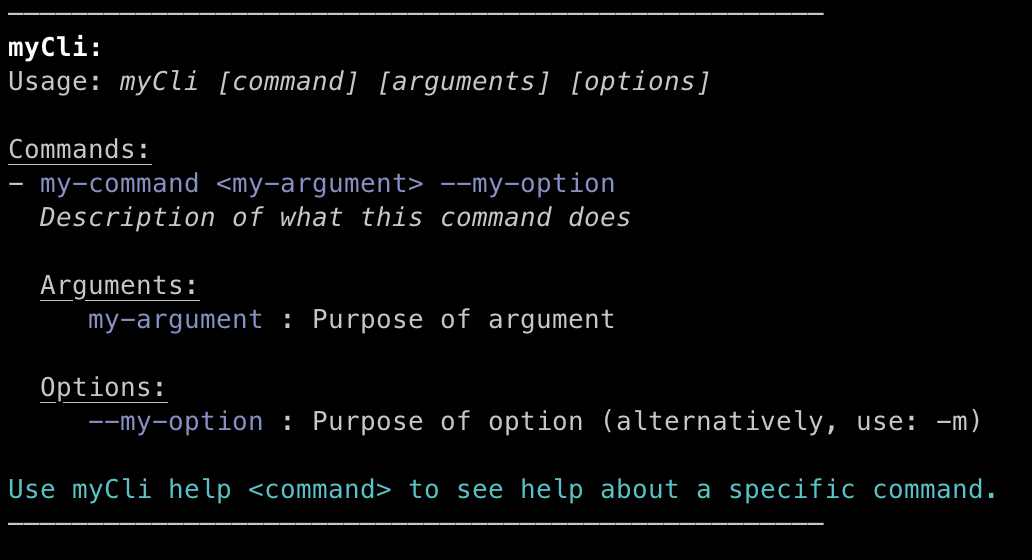 myCli:
Usage: myCli [command] [arguments] [options]
Commands:
- my-command <my-argument> --my-option
Description of what this command does
Arguments:
my-argument : Purpose of argument
Options:
--my-option : Purpose of option (alternatively, use: -m)
Use myCli help <command> to see help about a specific command.